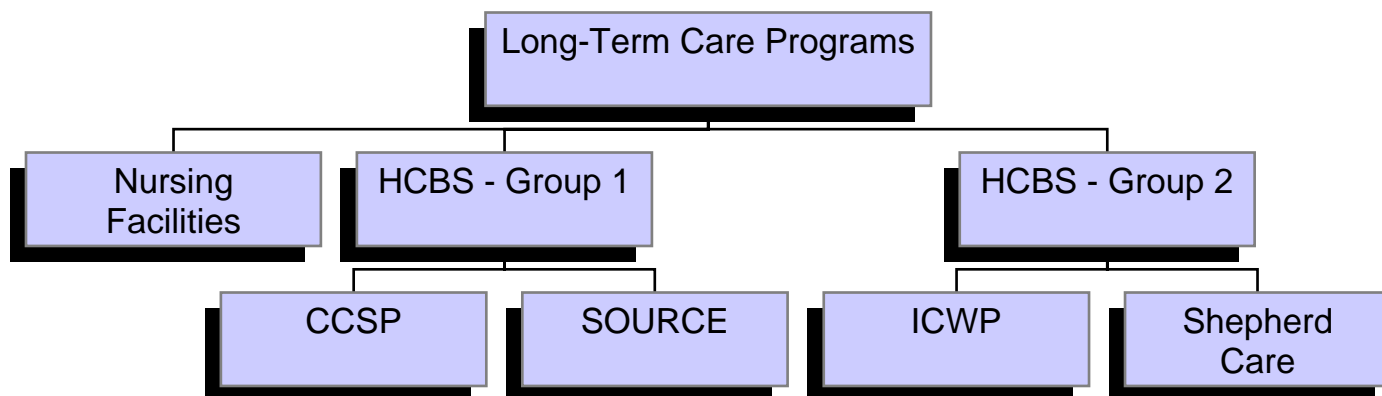 Long-Term Care Programs
Nursing
Facilities
HCBS - Group 1
HCBS - Group 2
CCSP
SOURCE
ICWP
Shepherd
Care